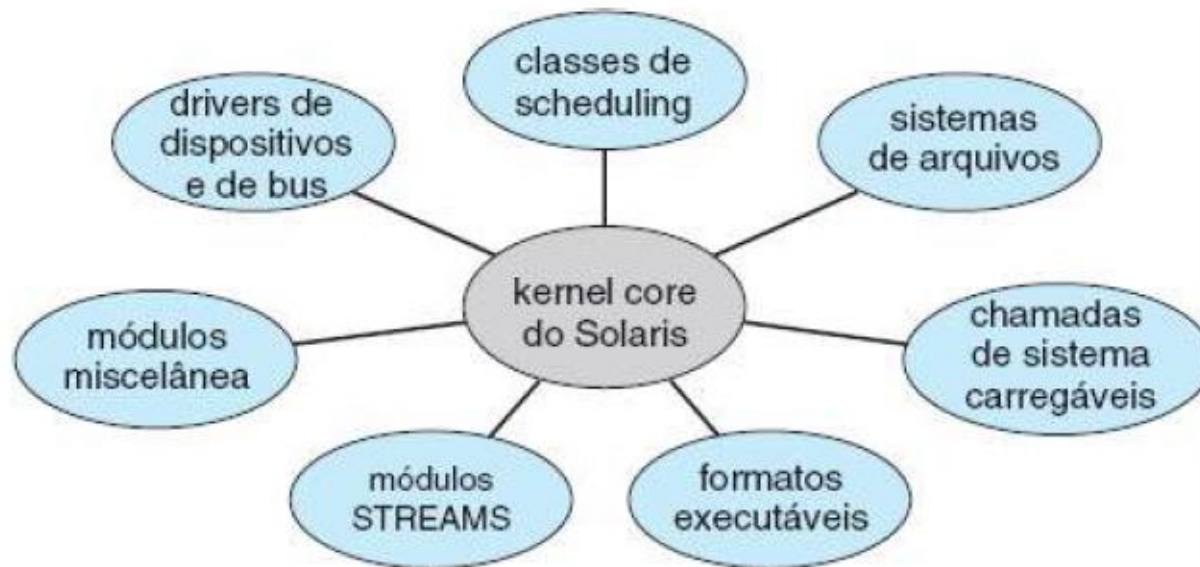 classes de
scheduling
drivers de
dispositivos
e de bus
sistemas
de arquivos
kernel core
do Solaris
chamadas
de sistema
carregáveis
módulos
miscelânea
módulos
STREAMS
formatos
executáveis